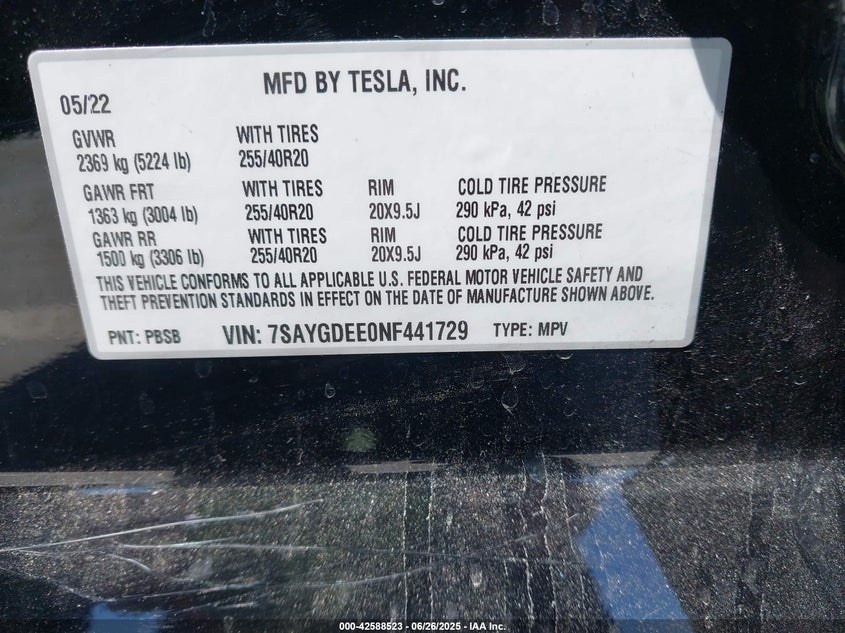 MFD BY TESLA, INC.
05/22
GVWR WITH TIRES
2369 kg (5224 lb) 255/40R20
GAWR FRT WITH TIRES RIM COLD TIRE PRESSURE
1363 kg (3004 lb) 255/40R20 20X9.5J 290 kPa, 42 psi
GAWR RR WITH TIRES RIM COLD TIRE PRESSURE
1500 kg (3306 lb) 255/40R20 20X9.5J 290 kPa, 42 psi
THIS VEHICLE CONFORMS TO ALL APPLICABLE U.S. FEDERAL MOTOR VEHICLE SAFETY AND
THEFT PREVENTION STANDARDS IN EFFECT ON THE DATE OF MANUFACTURE SHOWN ABOVE.
PNT: PBSB VIN: 7SAYGDEE0NF441729 TYPE: MPV
000-42588523 | 06/26/2025 - IAA Inc.